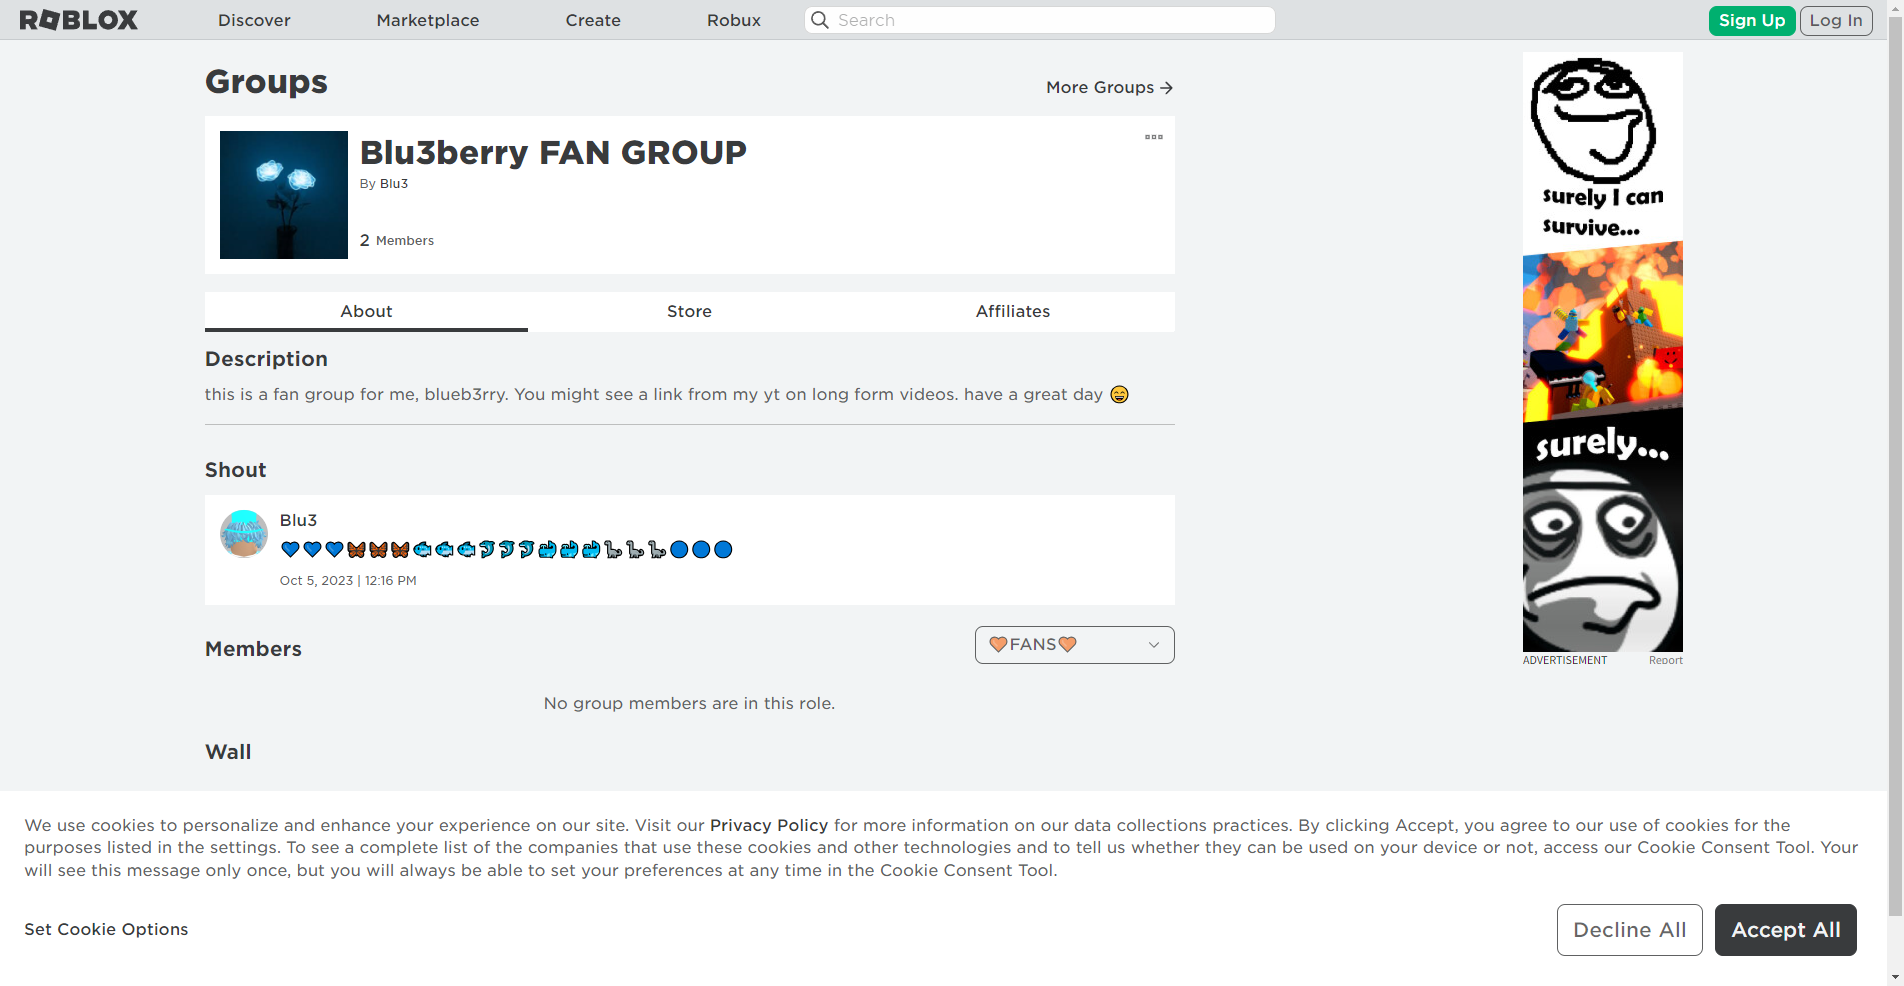 ROBLOX
Discover
Marketplace
Create
Robux
Search
Sign Up
Log In
Groups
More Groups →
Blu3berry FAN GROUP
By Blu3
2 Members
About
Store
Affiliates
Description
this is a fan group for me, blueb3rry. You might see a link from my yt on long form videos. have a great day 😄
Shout
Blu3
💙💙💙🦋🦋🦋🐟🐟🐟🐬🐬🐬🐳🐳🐳🦕🦕🦕🔵🔵🔵
Oct 5, 2023 | 12:16 PM
Members
🧡FANS🧡
No group members are in this role.
Wall
surely I can
survive...
surely...
ADVERTISEMENT
Report
We use cookies to personalize and enhance your experience on our site. Visit our Privacy Policy for more information on our data collections practices. By clicking Accept, you agree to our use of cookies for the
purposes listed in the settings. To see a complete list of the companies that use these cookies and other technologies and to tell us whether they can be used on your device or not, access our Cookie Consent Tool. Your
will see this message only once, but you will always be able to set your preferences at any time in the Cookie Consent Tool.
Set Cookie Options
Decline All
Accept All